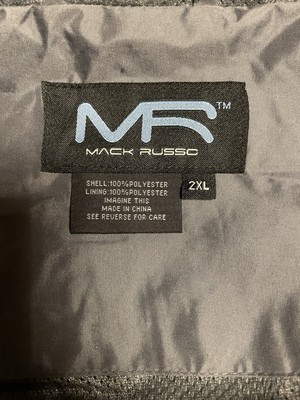 MR™
MACK RUSSO
SHELL:100%POLYESTER
LINING:100%POLYESTER
IMAGINE THIS
MADE IN CHINA
SEE REVERSE FOR CARE
2XL